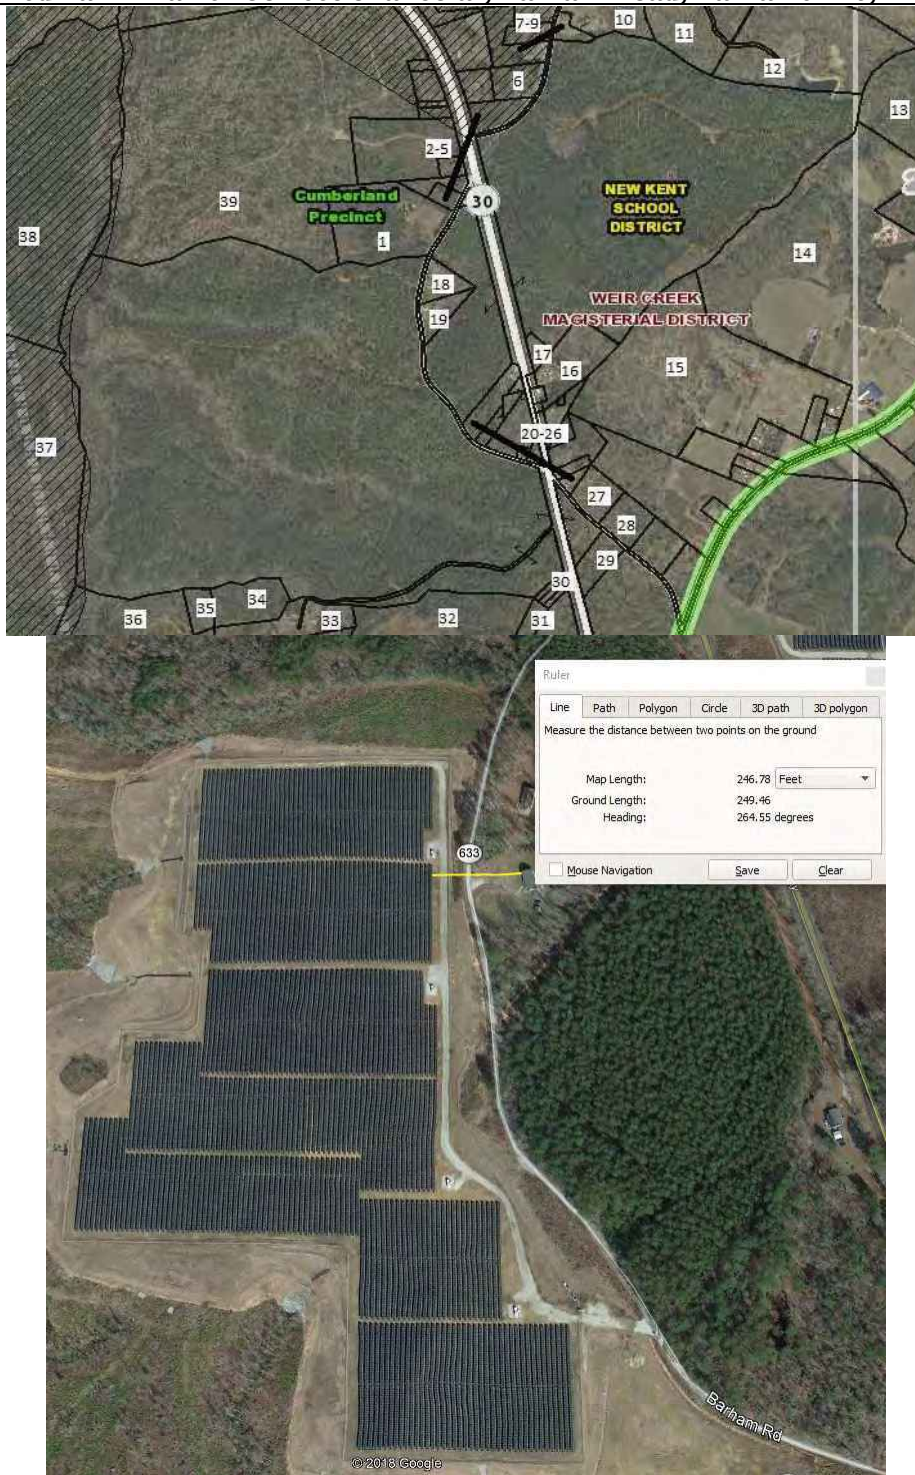 7-9
10
11
12
6
13
2-5
39
Cumberland
Precinct
30
NEW KENT
SCHOOL
DISTRICT
38
1
14
18
WEIR CREEK
MAGISTERIAL DISTRICT
19
17
16
15
20-26
37
27
28
29
30
36
35
34
33
32
31
Ruler
Line Path Polygon Circle 3D path 3D polygon
Measure the distance between two points on the ground
Map Length: 246.78 Feet
Ground Length: 249.46
Heading: 264.55 degrees
Mouse Navigation Save Clear
633
Barham Rd
© 2018 Google